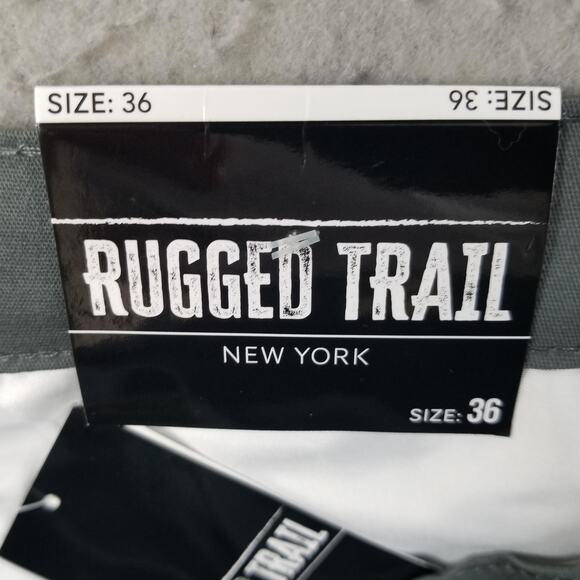 SIZE: 36 SIZE: 36
RUGGED TRAIL
NEW YORK
SIZE: 36
TRAIL